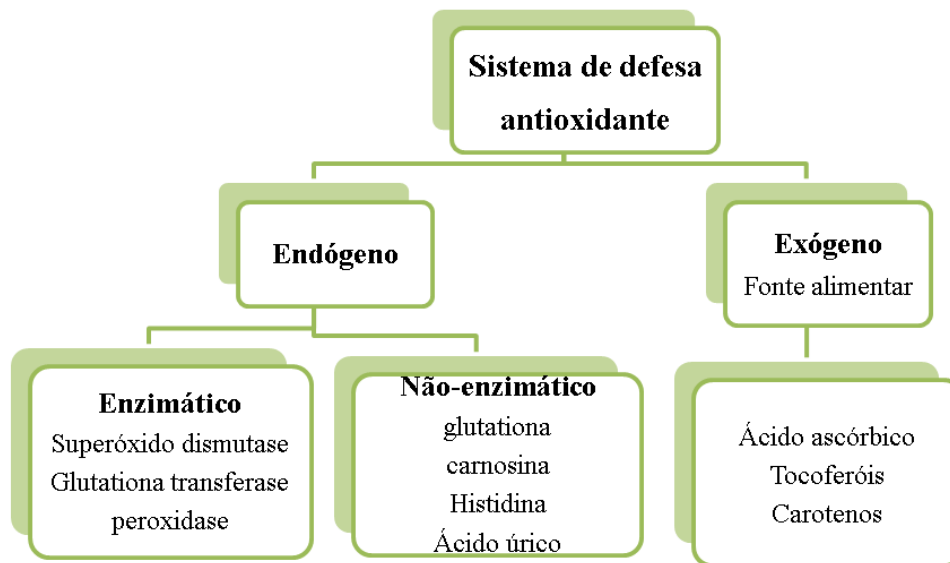 Sistema de defesa
antioxidante
Endógeno
Exógeno
Fonte alimentar
Enzimático
Superóxido dismutase
Glutationa transferase
peroxidase
Não-enzimático
glutationa
carnosina
Histidina
Ácido úrico
Ácido ascórbico
Tocoferóis
Carotenos